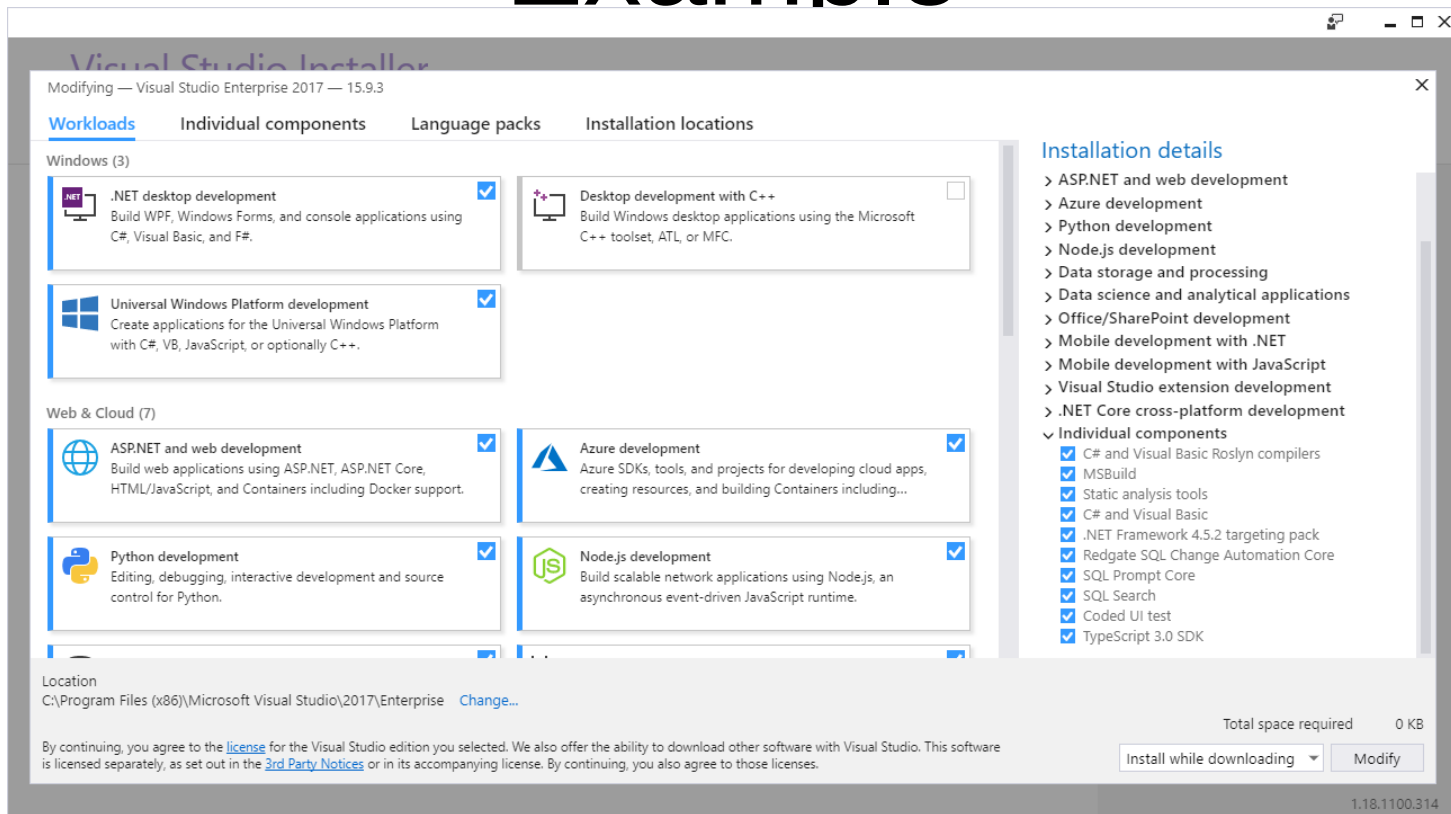 Example
Visual Studio Installer
Modifying — Visual Studio Enterprise 2017 — 15.9.3
Workloads Individual components Language packs Installation locations
Windows (3)
.NET
.NET desktop development
Build WPF, Windows Forms, and console applications using
C#, Visual Basic, and F#.
Desktop development with C++
Build Windows desktop applications using the Microsoft
C++ toolset, ATL, or MFC.
Universal Windows Platform development
Create applications for the Universal Windows Platform
with C#, VB, JavaScript, or optionally C++.
Web & Cloud (7)
ASP.NET and web development
Build web applications using ASP.NET, ASP.NET Core,
HTML/JavaScript, and Containers including Docker support.
Azure development
Azure SDKs, tools, and projects for developing cloud apps,
creating resources, and building Containers including...
Python development
Editing, debugging, interactive development and source
control for Python.
JS
Node.js development
Build scalable network applications using Node.js, an
asynchronous event-driven JavaScript runtime.
Installation details
ASP.NET and web development
Azure development
Python development
Node.js development
Data storage and processing
Data science and analytical applications
Office/SharePoint development
Mobile development with .NET
Mobile development with JavaScript
Visual Studio extension development
.NET Core cross-platform development
Individual components
C# and Visual Basic Roslyn compilers
MSBuild
Static analysis tools
C# and Visual Basic
.NET Framework 4.5.2 targeting pack
Redgate SQL Change Automation Core
SQL Prompt Core
SQL Search
Coded UI test
TypeScript 3.0 SDK
Location
C:\Program Files (x86)\Microsoft Visual Studio\2017\Enterprise Change...
Total space required 0 KB
By continuing, you agree to the license for the Visual Studio edition you selected. We also offer the ability to download other software with Visual Studio. This software
is licensed separately, as set out in the 3rd Party Notices or in its accompanying license. By continuing, you also agree to those licenses.
Install while downloading Modify
1.18.1100.314